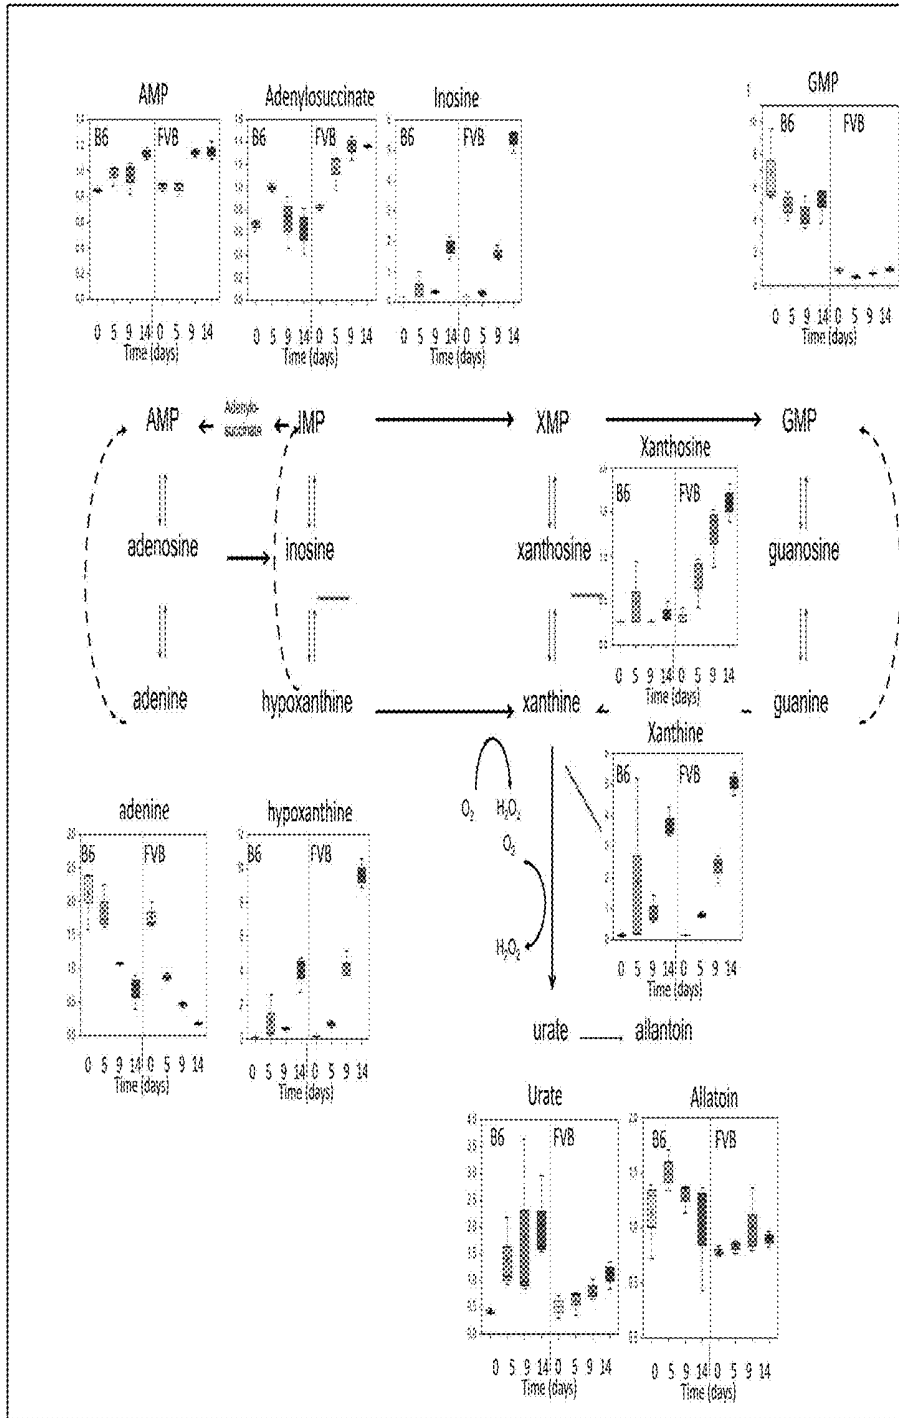 AMP
Adenylosuccinate
Inosine
GMP
B6 FVB
B6 FVB
B6 FVB
B6 FVB
0 5 9 14 0 5 9 14
0 5 9 14 0 5 9 14
0 5 9 14 0 5 9 14
0 5 9 14 0 5 9 14
Time (days)
Time (days)
Time (days)
Time (days)
AMP
Adenylo-
succinate
IMP
XMP
GMP
Xanthosine
B6 FVB
adenosine
inosine
xanthosine
guanosine
0 5 9 14 0 5 9 14
Time (days)
adenine
hypoxanthine
xanthine
guanine
Xanthine
B6 FVB
O2 H2O2
O2
H2O2
0 5 9 14 0 5 9 14
Time (days)
adenine
hypoxanthine
B6 FVB
B6 FVB
0 5 9 14 0 5 9 14
0 5 9 14 0 5 9 14
Time (days)
Time (days)
urate
allantoin
Urate
Allatoin
B6 FVB
B6 FVB
0 5 9 14 0 5 9 14
0 5 9 14 0 5 9 14
Time (days)
Time (days)